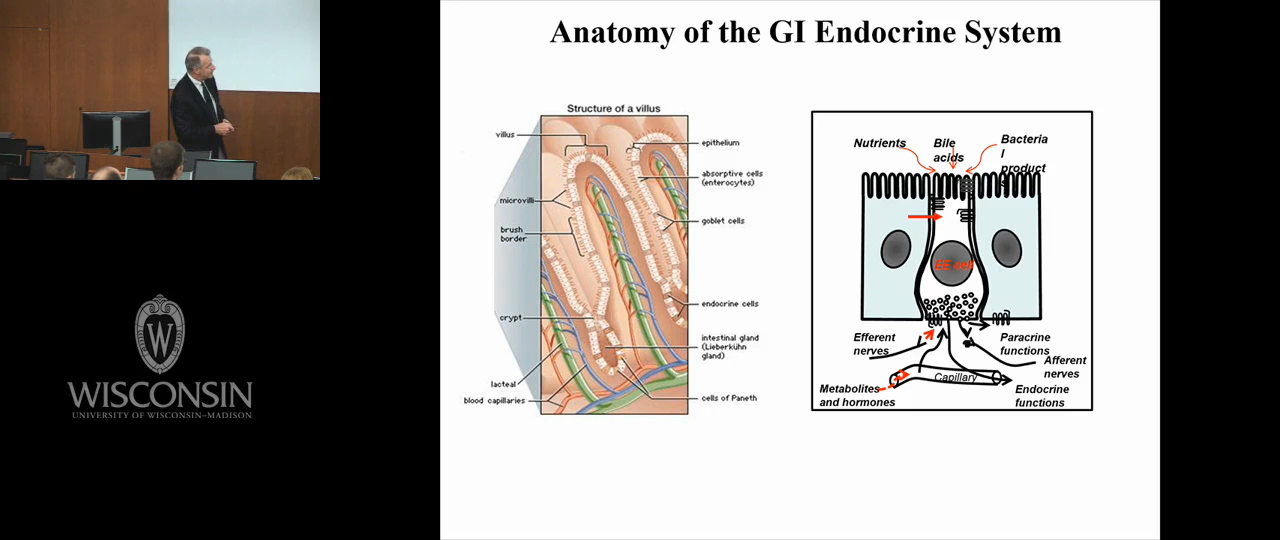 Anatomy of the GI Endocrine System
Structure of a villus
villus
microvilli
brush
border
crypt
lacteal
blood capillaries
epithelium
absorptive cells
(enterocytes)
goblet cells
endocrine cells
intestinal gland
(Lieberkühn
gland)
cells of Paneth
Nutrients
Bile
acids
Bacteria
l
product
s
EE cell
Efferent
nerves
Metabolites
and hormones
Capillary
Paracrine
functions
Afferent
nerves
Endocrine
functions
W
WISCONSIN
UNIVERSITY OF WISCONSIN–MADISON